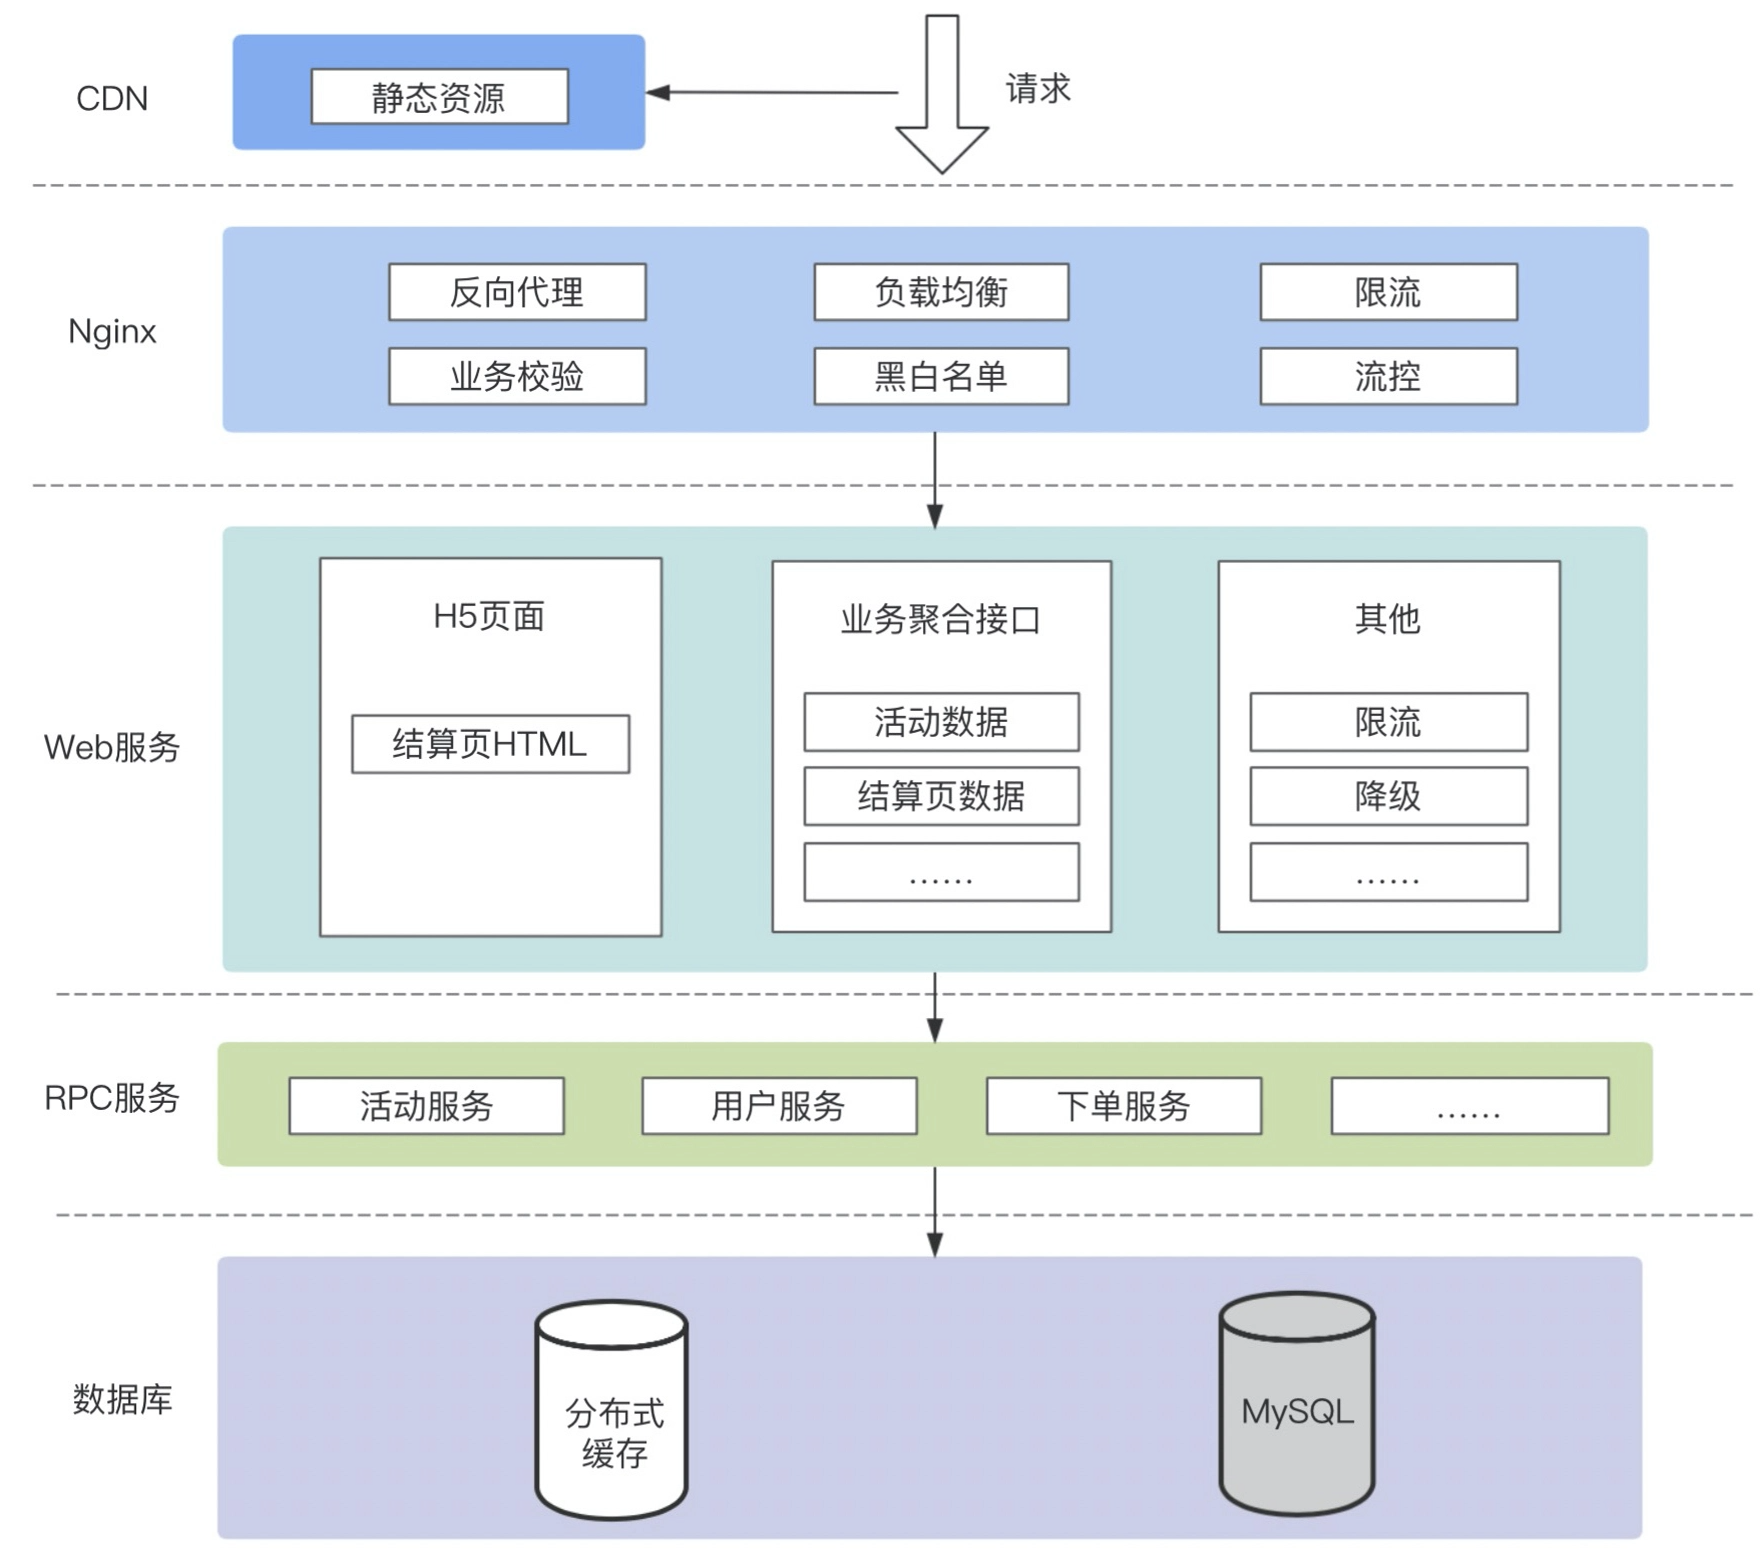 CDN
静态资源
请求
Nginx
反向代理
负载均衡
限流
业务校验
黑白名单
流控
Web服务
H5页面
结算页HTML
业务聚合接口
活动数据
结算页数据
……
其他
限流
降级
……
RPC服务
活动服务
用户服务
下单服务
……
数据库
分布式
缓存
MySQL